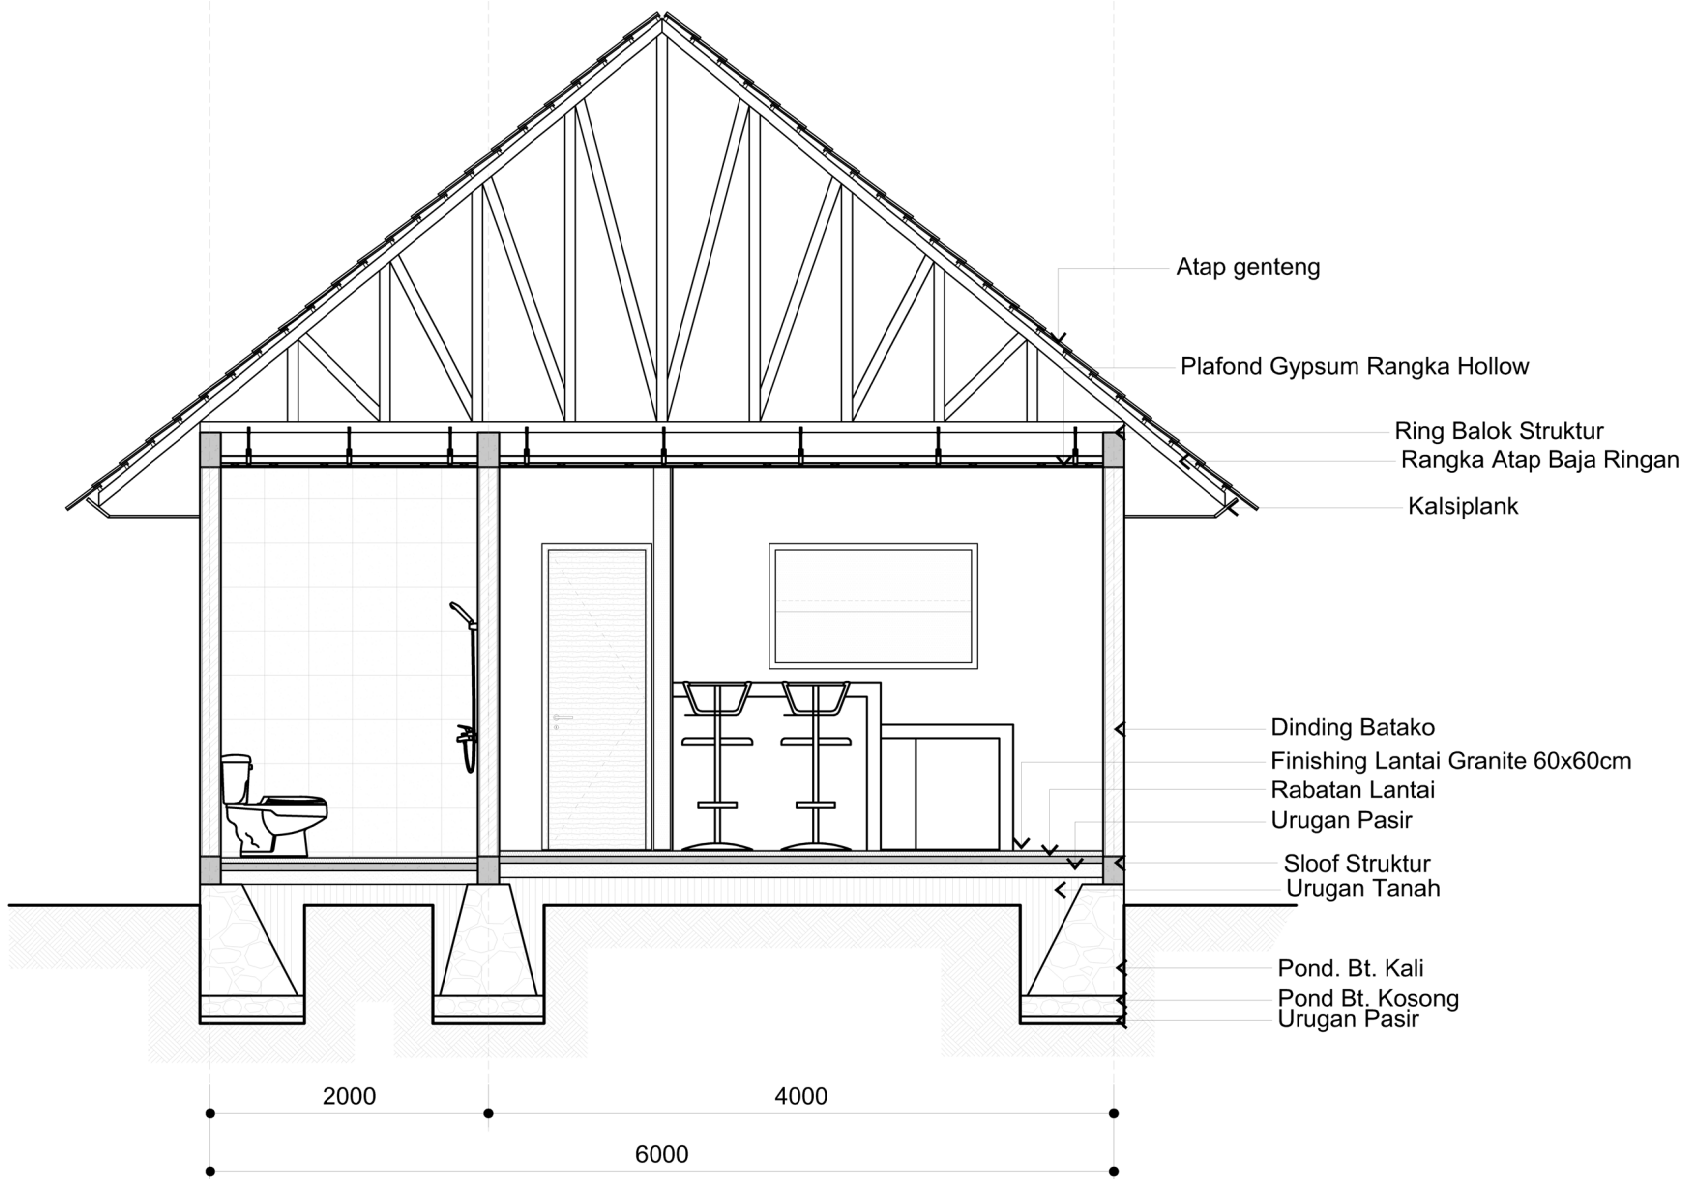 Atap genteng
Plafond Gypsum Rangka Hollow
Ring Balok Struktur
Rangka Atap Baja Ringan
Kalsiplank
Dinding Batako
Finishing Lantai Granite 60x60cm
Rabatan Lantai
Urugan Pasir
Sloof Struktur
Urugan Tanah
Pond. Bt. Kali
Pond Bt. Kosong
Urugan Pasir
2000
4000
6000